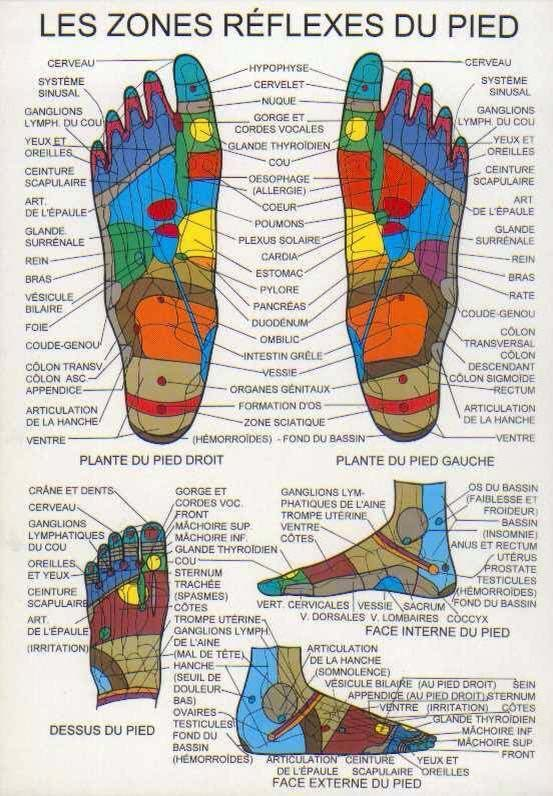 LES ZONES RÉFLEXES DU PIED
CERVEAU
SYSTÈME
SINUSAL
GANGLIONS
LYMPH. DU COU
YEUX ET
OREILLES
CEINTURE
SCAPULAIRE
ART.
DE L'ÉPAULE
GLANDE.
SURRÉNALE
REIN
BRAS
VÉSICULE
BILIAIRE
FOIE
COUDE-GENOU
CÔLON TRANSV
CÔLON ASC
APPENDICE
ARTICULATION
DE LA HANCHE
VENTRE
HYPOPHYSE
CERVELET
NUQUE
GORGE ET
CORDES VOCALES
GLANDE THYROÏDIEN
COU
OESOPHAGE
(ALLERGIE)
COEUR
POUMONS
PLEXUS SOLAIRE
CARDIA
ESTOMAC
PYLORE
PANCRÉAS
DUODÉNUM
OMBILIC
INTESTIN GRÊLE
VESSIE
ORGANES GÉNITAUX
FORMATION D'OS
ZONE SCIATIQUE
(HÉMORROÏDES) - FOND DU BASSIN
CERVEAU
SYSTÈME
SINUSAL
GANGLIONS
LYMPH. DU COU
YEUX ET
OREILLES
CEINTURE
SCAPULAIRE
ART
DE L'ÉPAULE
GLANDE
SURRÉNALE
REIN
BRAS
RATE
COUDE-GENOU
CÔLON
TRANSVERSAL
CÔLON
DESCENDANT
CÔLON SIGMOÏDE
RECTUM
ARTICULATION
DE LA HANCHE
VENTRE
PLANTE DU PIED DROIT
PLANTE DU PIED GAUCHE
CRÂNE ET DENTS
CERVEAU
GANGLIONS
LYMPHATIQUES
DU COU
OREILLES
ET YEUX
CEINTURE
SCAPULAIRE
ART.
DE L'ÉPAULE
(IRRITATION)
DESSUS DU PIED
GORGE ET
CORDES VOC.
FRONT
MÂCHOIRE SUP.
MÂCHOIRE INF.
GLANDE THYROÏDIEN
COU
STERNUM
TRACHÉE
(SPASMES)
CÔTES
TROMPE UTÉRINE
GANGLIONS LYMPH.
DE L'AINE
(MAL DE TÊTE)
HANCHE
(SEUIL DE
DOULEUR
BAS)
OVAIRES
TESTICULES
FOND DU
BASSIN
(HÉMORROÏDES)
GANGLIONS LYM-
PHATIQUES DE L'AINE
TROMPE UTÉRINE
VENTRE
CÔTES
OS DU BASSIN
(FAIBLESSE ET
FROIDEUR)
BASSIN
(INSOMNIE)
ANUS ET RECTUM
UTÉRUS
PROSTATE
TESTICULES
(HÉMORROÏDES)
FOND DU BASSIN
VERT. CERVICALES VESSIE SACRUM
V. DORSALES V. LOMBAIRES COCCYX
FACE INTERNE DU PIED
ARTICULATION
DE LA HANCHE
(SOMNOLENCE)
VÉSICULE BILAIRE (AU PIED DROIT) SEIN
APPENDICE (AU PIED DROIT) STERNUM
VENTRE (IRRITATION) CÔTES
GLANDE THYROÏDIEN
MÂCHOIRE INF.
MÂCHOIRE SUP.
FRONT
ARTICULATION CEINTURE YEUX ET
DE L'ÉPAULE SCAPULAIRE OREILLES
FACE EXTERNE DU PIED